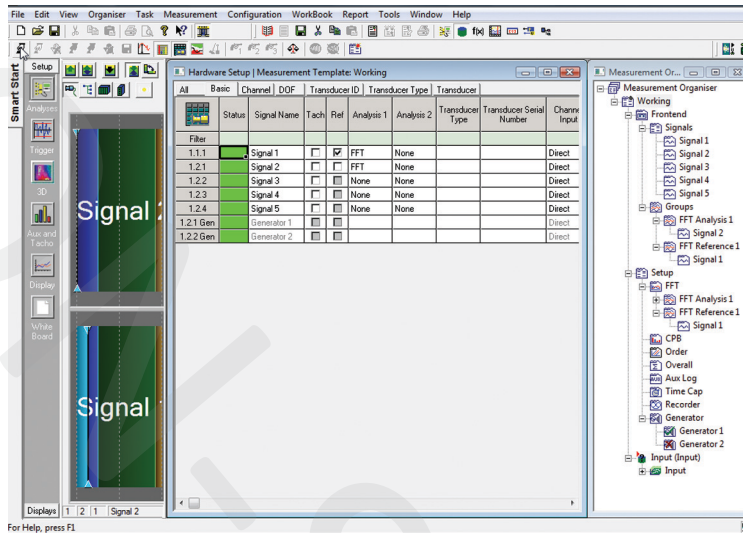 File Edit View Organiser Task Measurement Configuration WorkBook Report Tools Window Help
Smart Start
Setup
Analyses
Trigger
3D
Aux and
Tacho
Display
White
Board
Displays
Signal 2
Signal
1 2 1 Signal 2
Hardware Setup | Measurement Template: Working
All Basic Channel DOF Transducer ID Transducer Type Transducer
Status Signal Name Tach Ref Analysis 1 Analysis 2 Transducer Type Transducer Serial Number Channe Input
Filter
1.1.1 Signal 1 FFT None Direct
1.2.1 Signal 2 FFT None Direct
1.2.2 Signal 3 None None Direct
1.2.3 Signal 4 None None Direct
1.2.4 Signal 5 None None Direct
1.2.1 Gen Generator 1 Direct
1.2.2 Gen Generator 2 Direct
Measurement Or...
Measurement Organiser
Working
Frontend
Signals
Signal 1
Signal 2
Signal 3
Signal 4
Signal 5
Groups
FFT Analysis 1
Signal 2
FFT Reference 1
Signal 1
Setup
FFT
FFT Analysis 1
FFT Reference 1
Signal 1
CPB
Order
Overall
Aux Log
Time Cap
Recorder
Generator
Generator 1
Generator 2
Input (Input)
Input
For Help, press F1